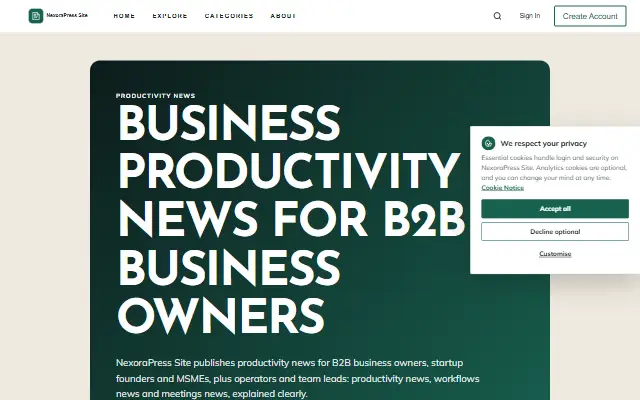 NexoraPress Site
HOME EXPLORE CATEGORIES ABOUT
Sign In
Create Account
PRODUCTIVITY NEWS
BUSINESS
PRODUCTIVITY
NEWS FOR B2B
BUSINESS
OWNERS
NexoraPress Site publishes productivity news for B2B business owners, startup
founders and MSMEs, plus operators and team leads: productivity news, workflows
news and meetings news, explained clearly.
We respect your privacy
Essential cookies handle login and security on
NexoraPress Site. Analytics cookies are optional,
and you can change your mind at any time.
Cookie Notice
Accept all
Decline optional
Customise